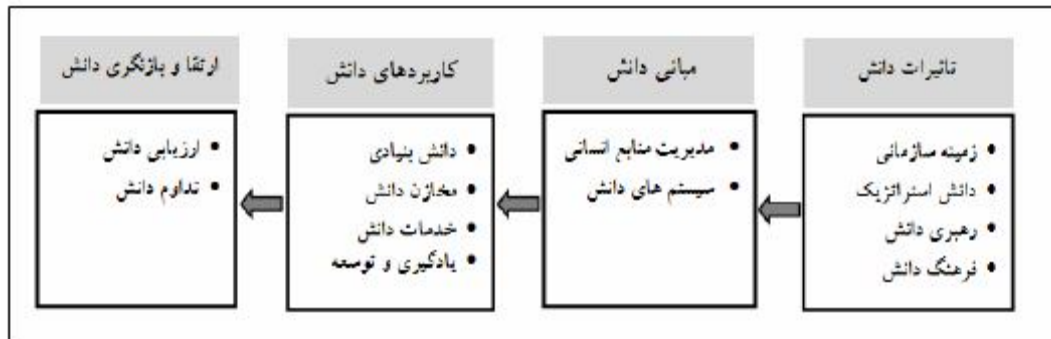 تاثیرات دانش
زمینه سازمانی
دانش استراتژیک
رهبری دانش
فرهنگ دانش
مبانی دانش
مدیریت منابع انسانی
سیستم های دانش
کاربردهای دانش
دانش بنیادی
مخازن دانش
خدمات دانش
یادگیری و توسعه
ارتقا و بازنگری دانش
ارزیابی دانش
تداوم دانش